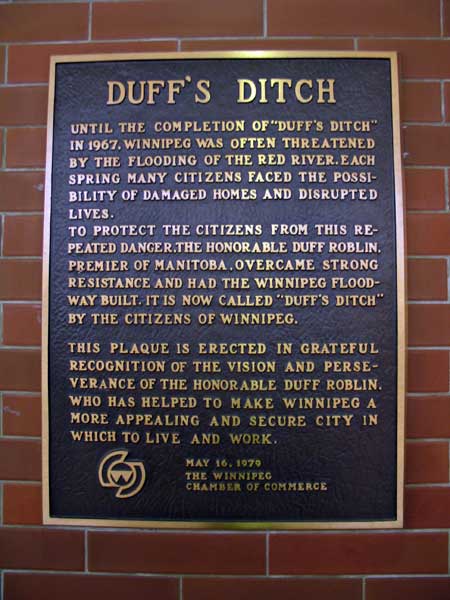 DUFF'S DITCH
UNTIL THE COMPLETION OF "DUFF'S DITCH"
IN 1967, WINNIPEG WAS OFTEN THREATENED
BY THE FLOODING OF THE RED RIVER. EACH
SPRING MANY CITIZENS FACED THE POSSI-
BILITY OF DAMAGED HOMES AND DISRUPTED
LIVES.
TO PROTECT THE CITIZENS FROM THIS RE-
PEATED DANGER, THE HONORABLE DUFF ROBLIN,
PREMIER OF MANITOBA, OVERCAME STRONG
RESISTANCE AND HAD THE WINNIPEG FLOOD-
WAY BUILT. IT IS NOW CALLED "DUFF'S DITCH"
BY THE CITIZENS OF WINNIPEG.
THIS PLAQUE IS ERECTED IN GRATEFUL
RECOGNITION OF THE VISION AND PERSE-
VERANCE OF THE HONORABLE DUFF ROBLIN,
WHO HAS HELPED TO MAKE WINNIPEG A
MORE APPEALING AND SECURE CITY IN
WHICH TO LIVE AND WORK.
MAY 16, 1979
THE WINNIPEG
CHAMBER OF COMMERCE